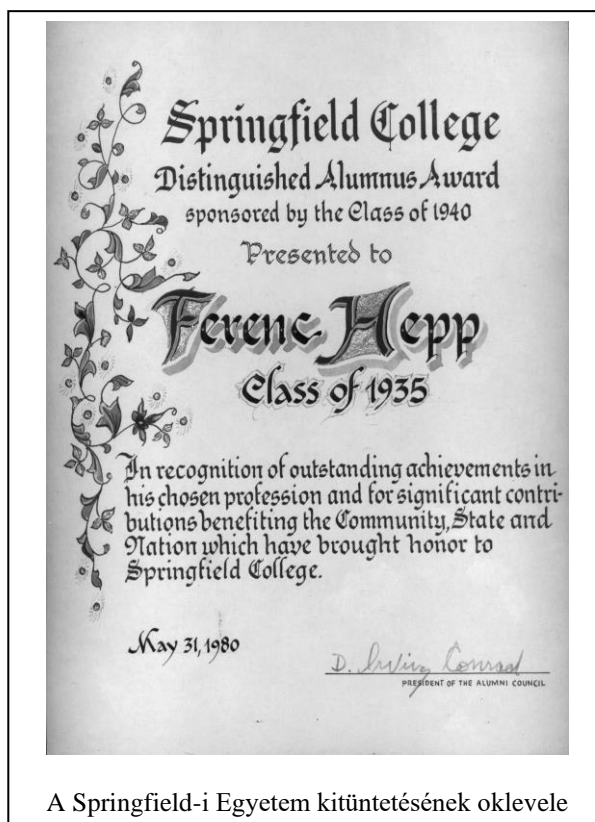 Springfield College
Distinguished Alumnus Award
sponsored by the Class of 1940
Presented to
Ferenc Hepp
Class of 1935
In recognition of outstanding achievements in
his chosen profession and for significant contri-
butions benefiting the Community, State and
Nation which have brought honor to
Springfield College.
May 31, 1980
D. Irving Conrad
PRESIDENT OF THE ALUMNI COUNCIL
A Springfield-i Egyetem kitüntetésének oklevele